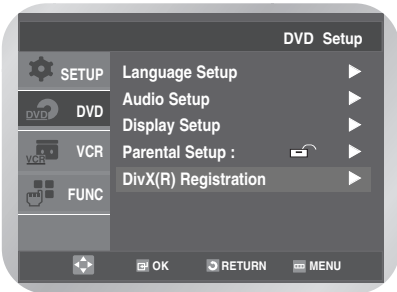 DVD Setup
SETUP
DVD DVD
VCR VCR
FUNC
Language Setup
Audio Setup
Display Setup
Parental Setup :
DivX(R) Registration
OK RETURN MENU